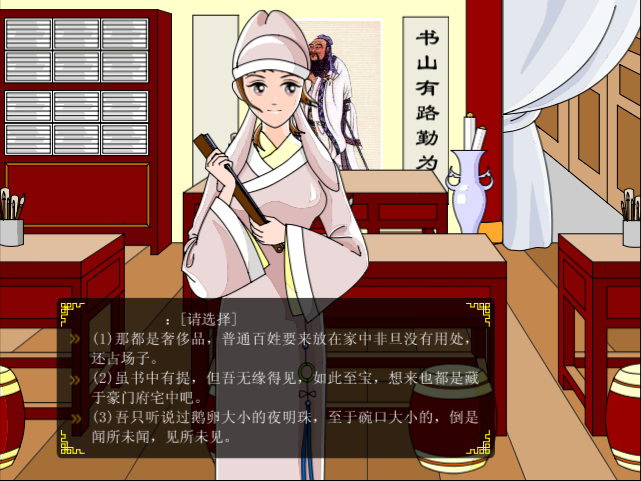 书山有路勤为
：[请选择]
(1)那都是奢侈品，普通百姓要来放在家中非旦没有用处，
还占场子。
(2)虽书中有提，但吾无缘得见，如此至宝，想来也都是藏
于豪门府宅中吧。
(3)吾只听说过鹅卵大小的夜明珠，至于碗口大小的，倒是
闻所未闻，见所未见。